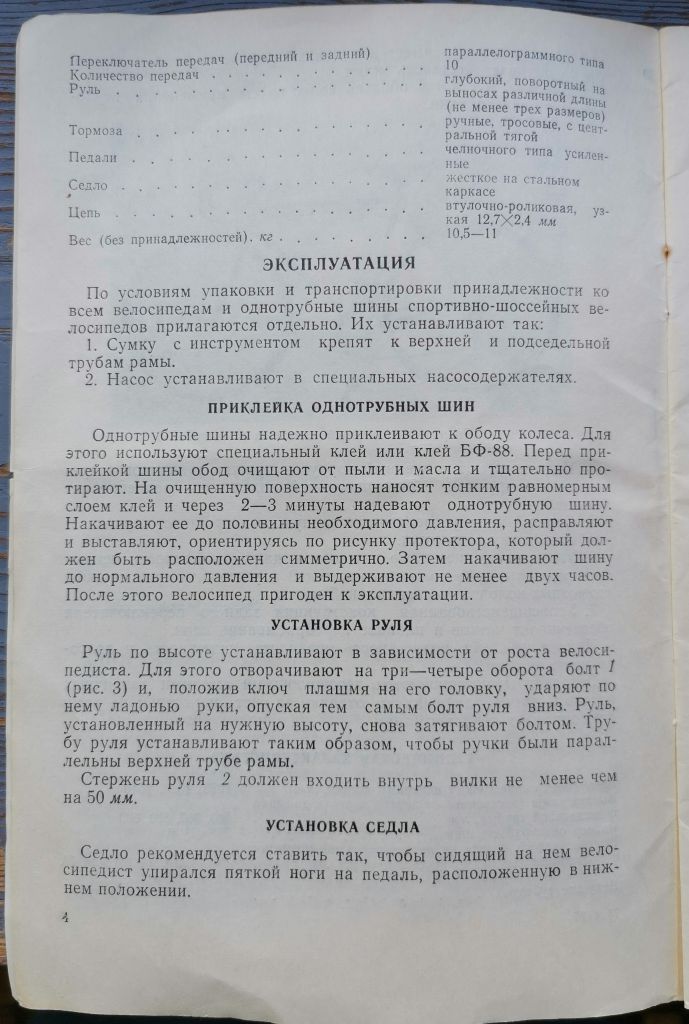 Переключатель передач (передний и задний) параллелограммного типа
Количество передач . . . . . . . . . . . 10
Руль . . . . . . . . . . . . . . . глубокий, поворотный на
выносах различной длины
(не менее трех размеров)
Тормоза . . . . . . . . . . . . . . ручные, тросовые, с цент-
ральной тягой
Педали . . . . . . . . . . . . . . челночного типа усилен-
ные
Седло . . . . . . . . . . . . . . жесткое на стальном
каркасе
Цепь . . . . . . . . . . . . . . втулочно-роликовая, уз-
кая 12,7×2,4 мм
Вес (без принадлежностей). кг . . . . . . . . 10,5—11
ЭКСПЛУАТАЦИЯ
По условиям упаковки и транспортировки принадлежности ко
всем велосипедам и однотрубные шины спортивно-шоссейных ве-
лосипедов прилагаются отдельно. Их устанавливают так:
1. Сумку с инструментом крепят к верхней и подседельной
трубам рамы.
2. Насос устанавливают в специальных насосодержателях.
ПРИКЛЕЙКА ОДНОТРУБНЫХ ШИН
Однотрубные шины надежно приклеивают к ободу колеса. Для
этого используют специальный клей или клей БФ-88. Перед при-
клейкой шины обод очищают от пыли и масла и тщательно про-
тирают. На очищенную поверхность наносят тонким равномерным
слоем клей и через 2—3 минуты надевают однотрубную шину.
Накачивают ее до половины необходимого давления, расправляют
и выставляют, ориентируясь по рисунку протектора, который дол-
жен быть расположен симметрично. Затем накачивают шину
до нормального давления и выдерживают не менее двух часов.
После этого велосипед пригоден к эксплуатации.
УСТАНОВКА РУЛЯ
Руль по высоте устанавливают в зависимости от роста велоси-
педиста. Для этого отворачивают на три—четыре оборота болт 1
(рис. 3) и, положив ключ плашмя на его головку, ударяют по
нему ладонью руки, опуская тем самым болт руля вниз. Руль,
установленный на нужную высоту, снова затягивают болтом. Тру-
бу руля устанавливают таким образом, чтобы ручки были парал-
лельны верхней трубе рамы.
Стержень руля 2 должен входить внутрь вилки не менее чем
на 50 мм.
УСТАНОВКА СЕДЛА
Седло рекомендуется ставить так, чтобы сидящий на нем вело-
сипедист упирался пяткой ноги на педаль, расположенную в ниж-
нем положении.
4